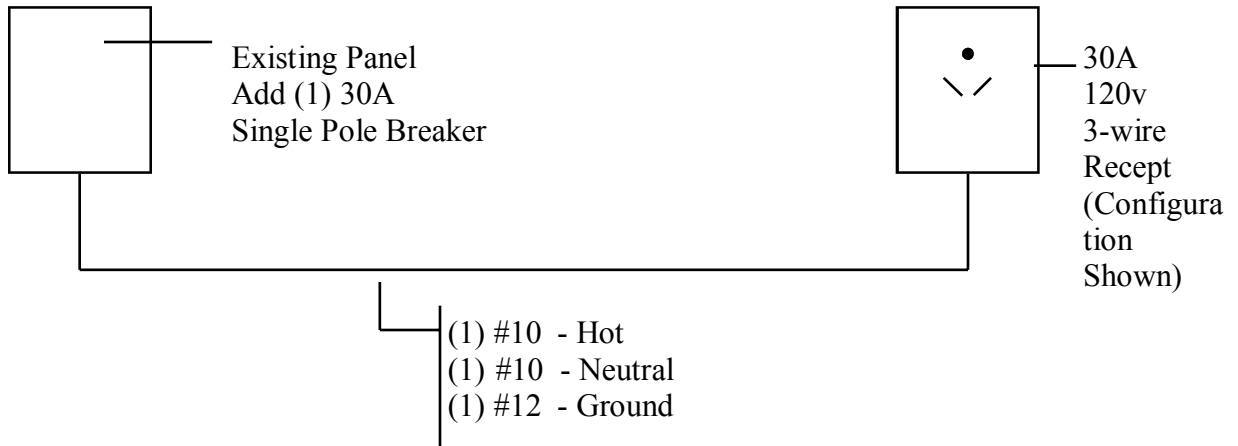 Existing Panel
Add (1) 30A
Single Pole Breaker
30A
120v
3-wire
Recept
(Configura
tion
Shown)
(1) #10 - Hot
(1) #10 - Neutral
(1) #12 - Ground